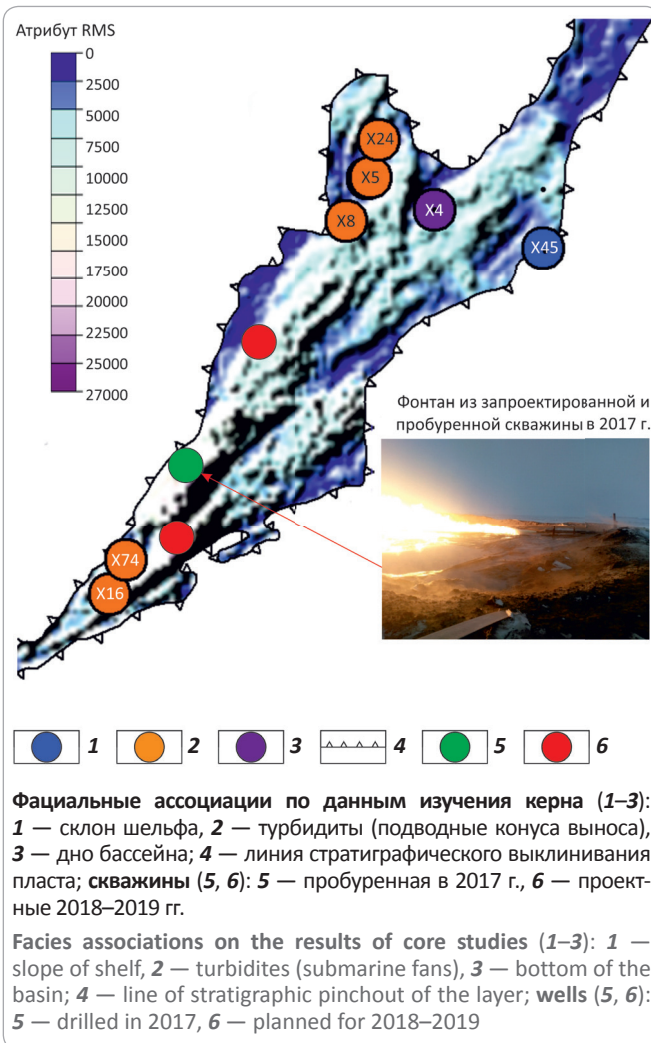 Атрибут RMS
0
2500
5000
7500
10000
12500
15000
17500
20000
22500
25000
27000
X24
X5
X8
X4
X45
Фонтан из запроектированной и
пробуренной скважины в 2017 г.
X74
X16
1 2 3 4 5 6
Фациальные ассоциации по данным изучения керна (1–3):
1 — склон шельфа, 2 — турбидиты (подводные конуса выноса),
3 — дно бассейна; 4 — линия стратиграфического выклинивания
пласта; скважины (5, 6): 5 — пробуренная в 2017 г., 6 — проект-
ные 2018–2019 гг.
Facies associations on the results of core studies (1–3): 1 —
slope of shelf, 2 — turbidites (submarine fans), 3 — bottom of the
basin; 4 — line of stratigraphic pinchout of the layer; wells (5, 6):
5 — drilled in 2017, 6 — planned for 2018–2019